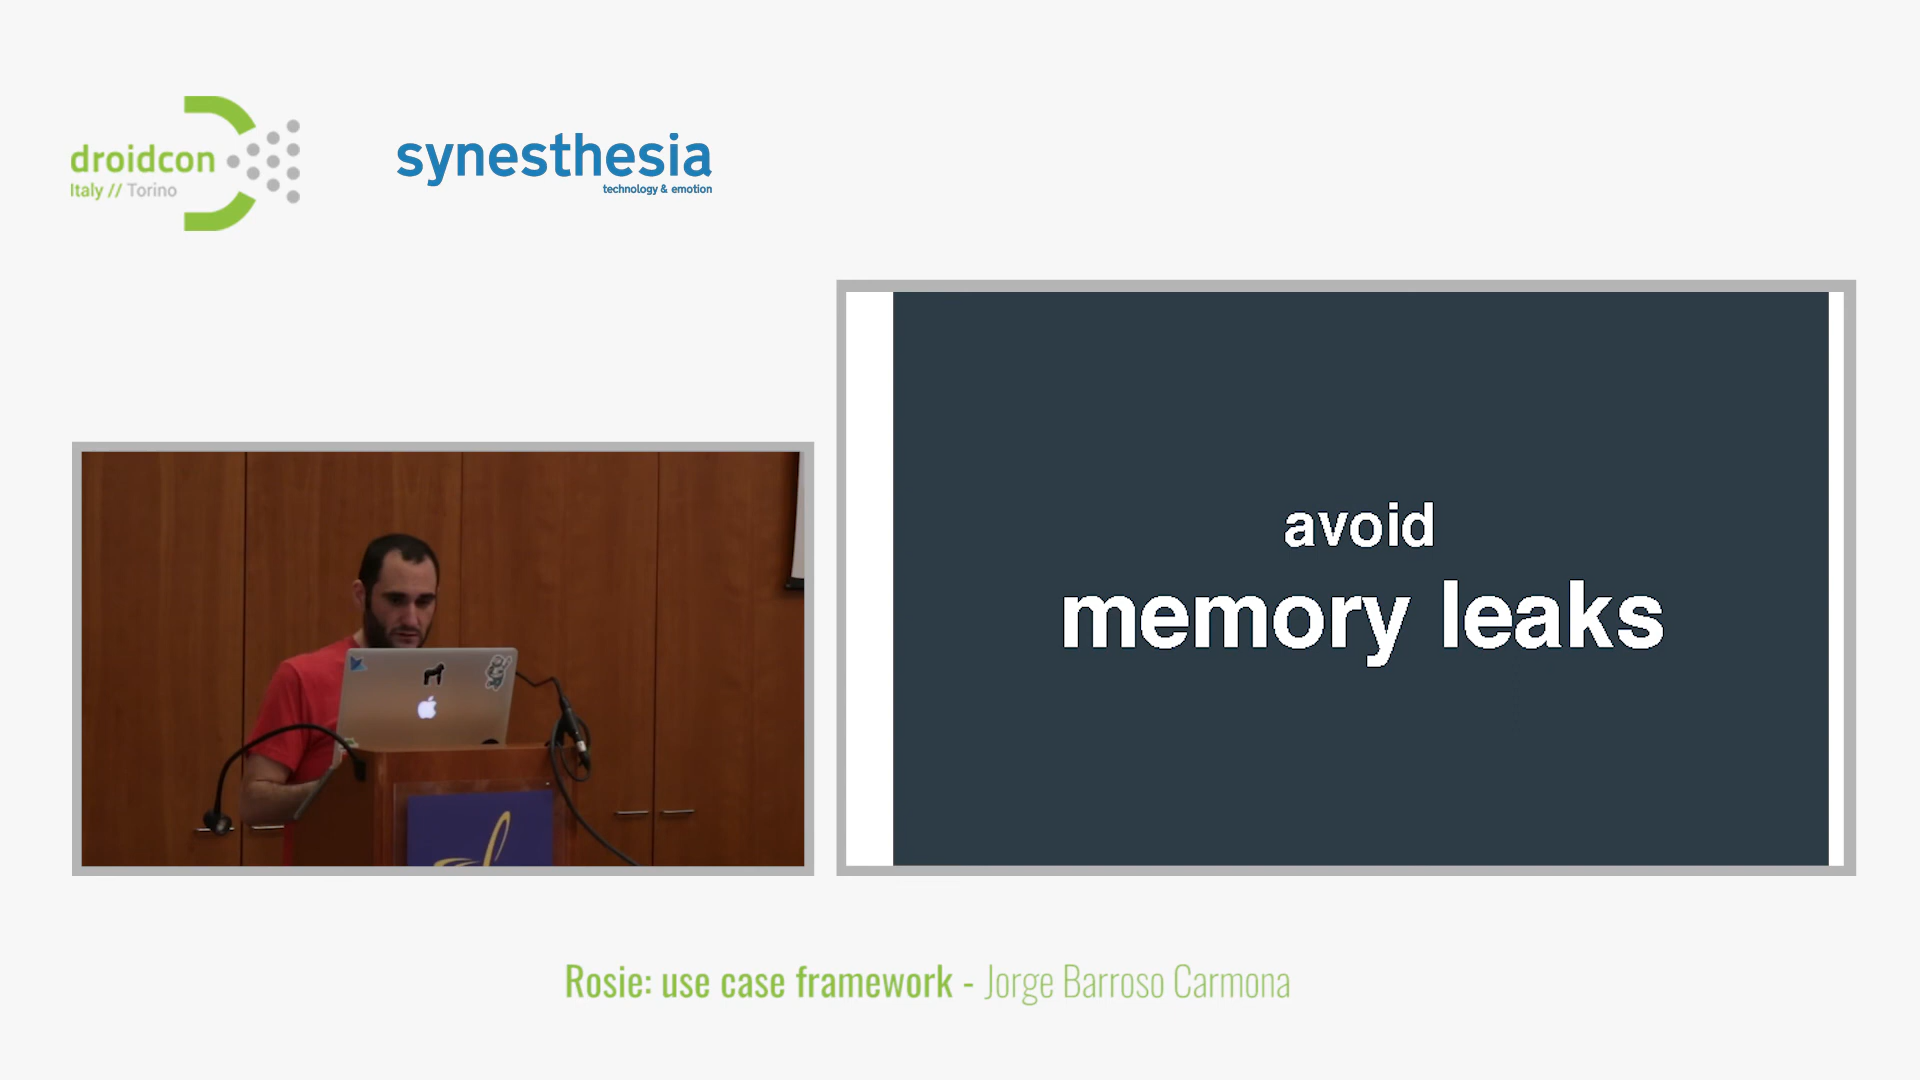 droidcon
Italy // Torino
synesthesia
technology & emotion
avoid
memory leaks
Rosie: use case framework - Jorge Barroso Carmona